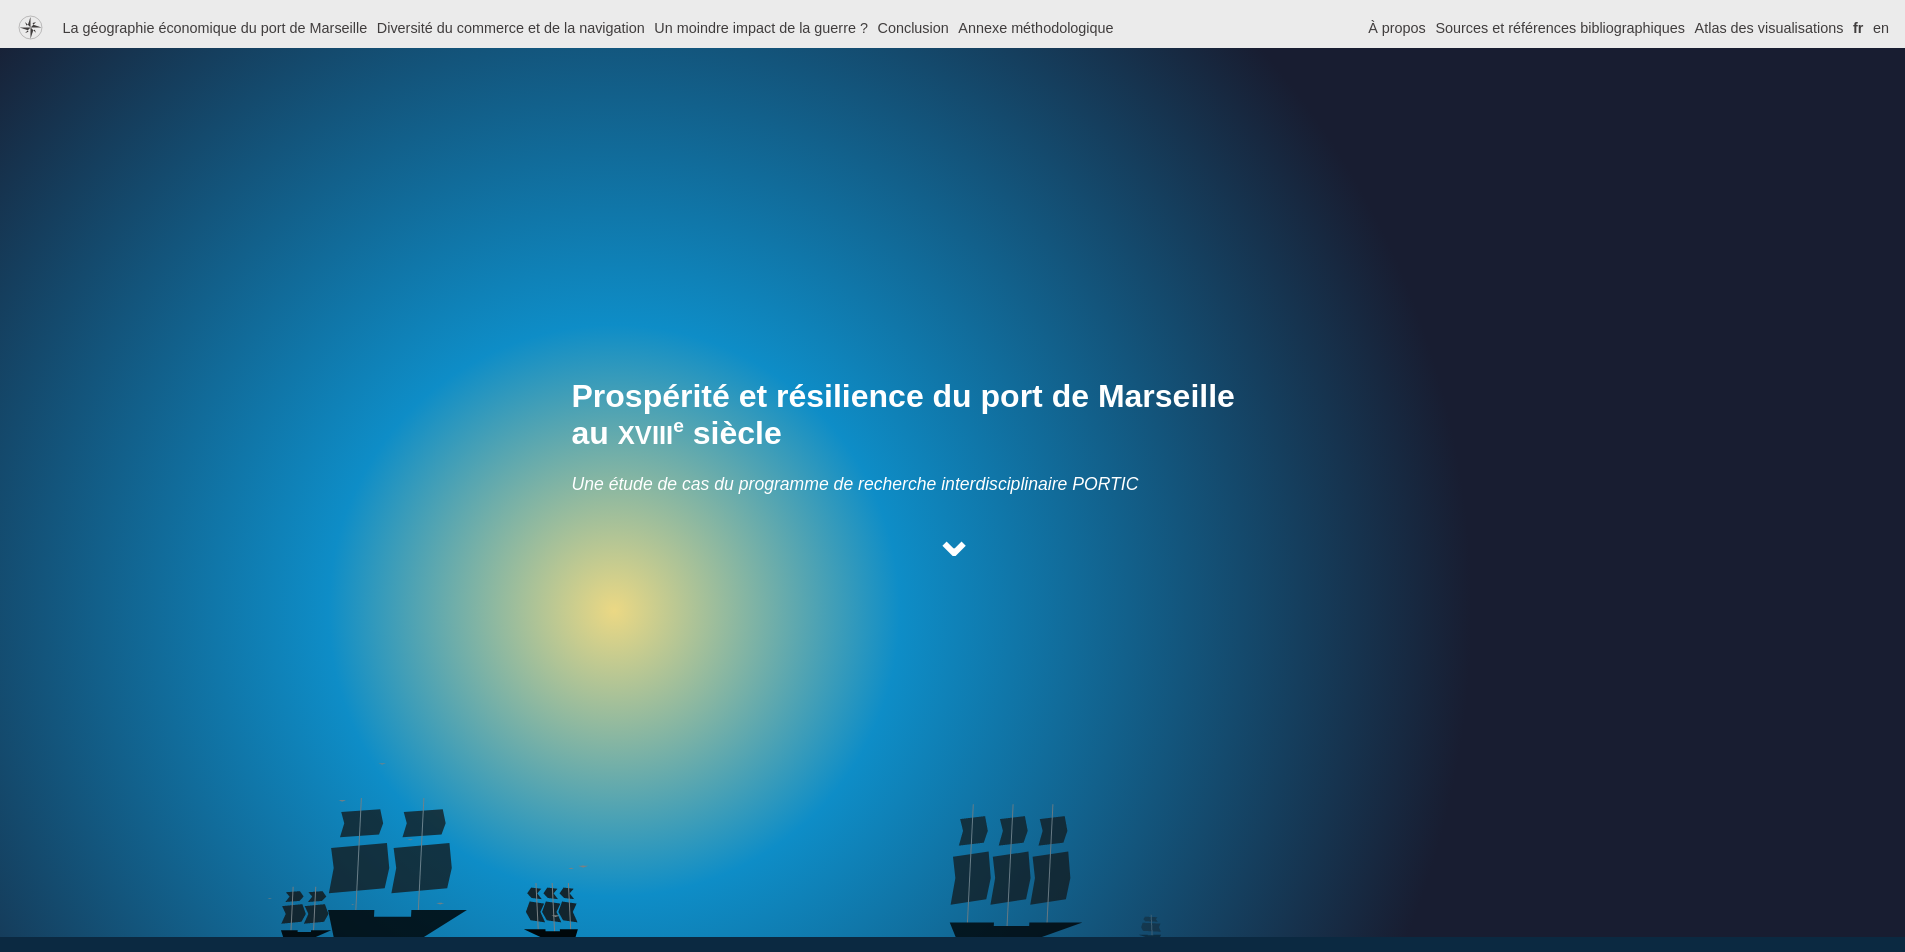 La géographie économique du port de Marseille Diversité du commerce et de la navigation Un moindre impact de la guerre ? Conclusion Annexe méthodologique À propos Sources et références bibliographiques Atlas des visualisations fr en
Prospérité et résilience du port de Marseille
au XVIIIe siècle
Une étude de cas du programme de recherche interdisciplinaire PORTIC